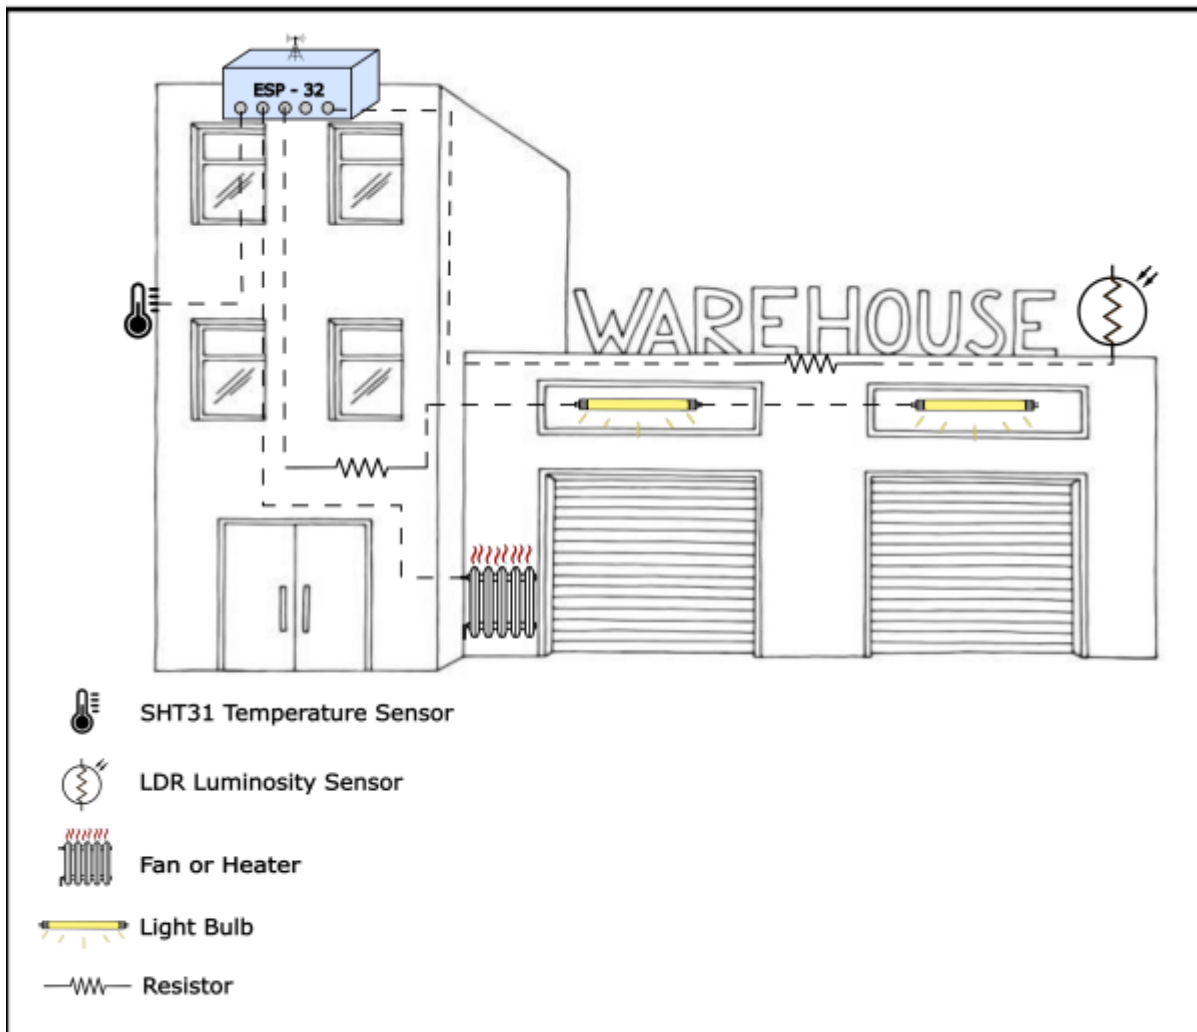 ESP - 32
WAREHOUSE
SHT31 Temperature Sensor
LDR Luminosity Sensor
Fan or Heater
Light Bulb
Resistor